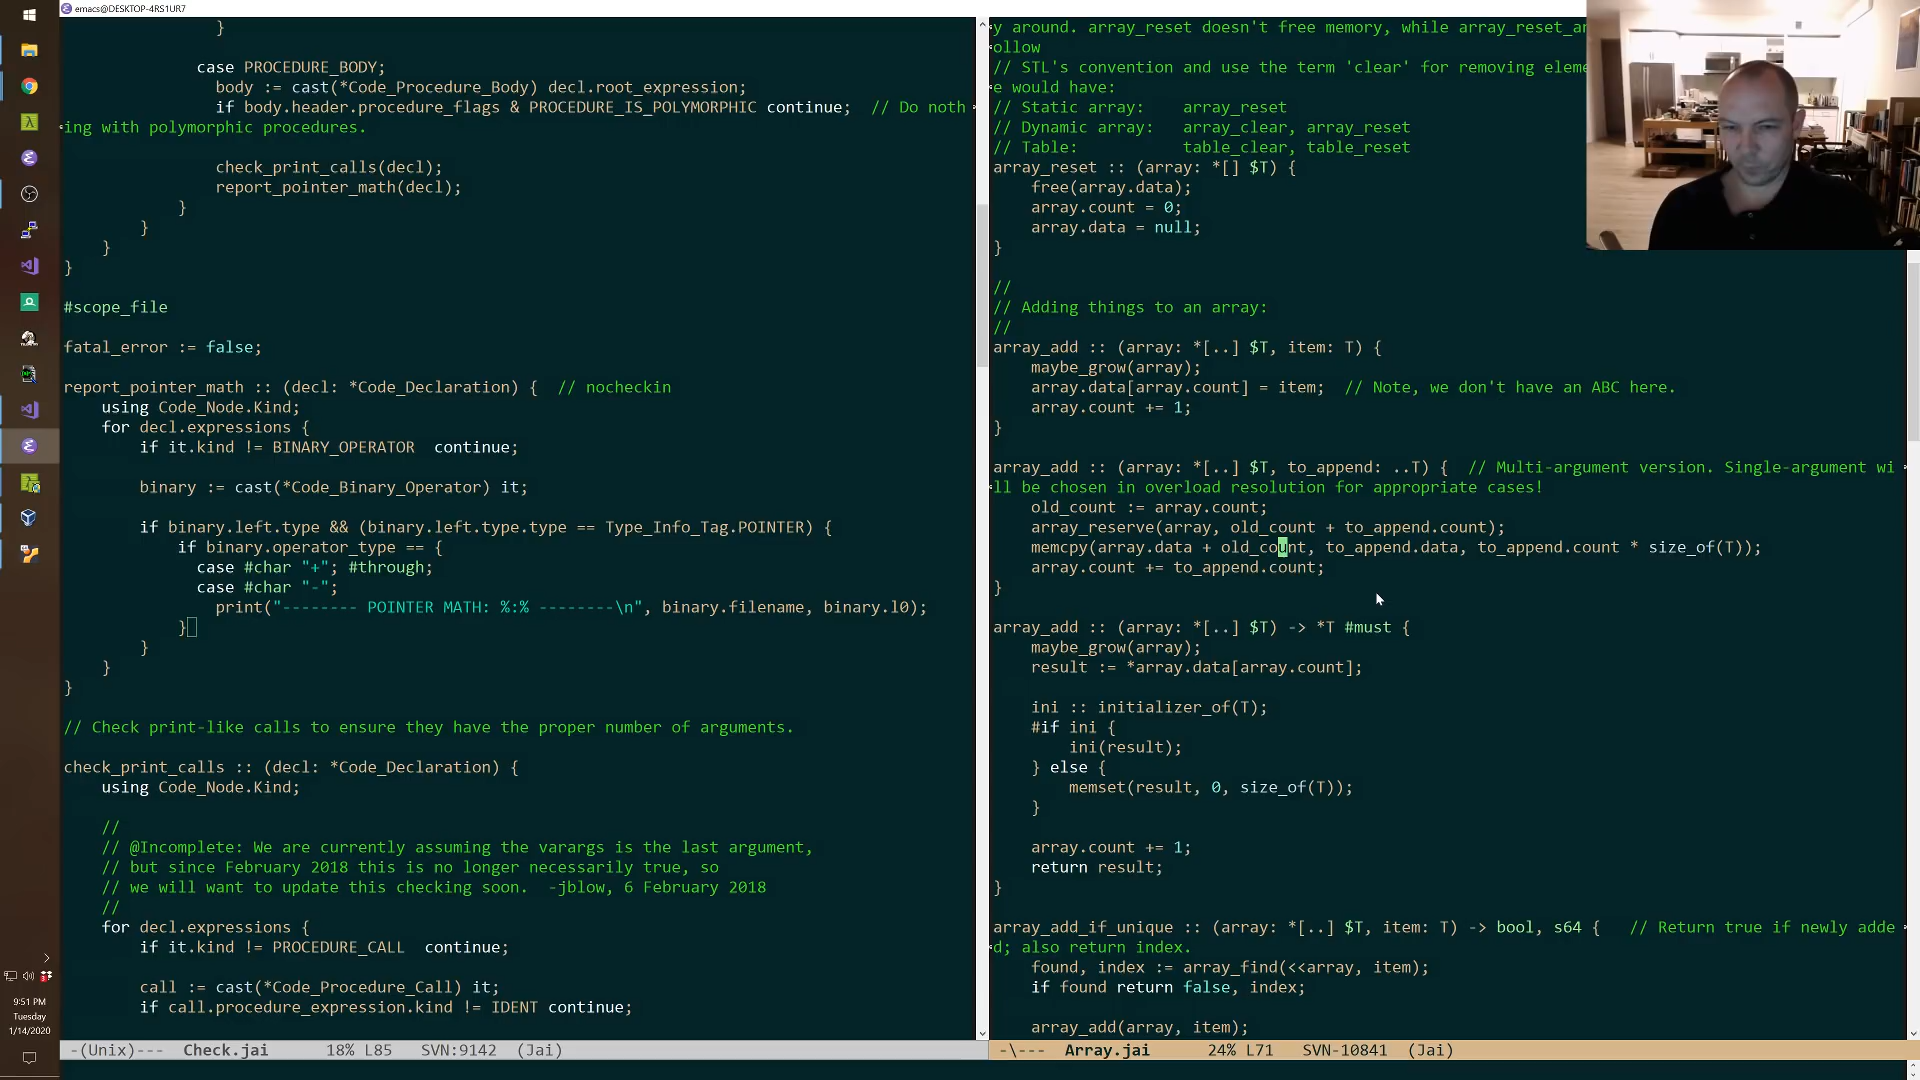 emacs@DESKTOP-4RS1UR7
}
case PROCEDURE_BODY;
body := cast(*Code_Procedure_Body) decl.root_expression;
if body.header.procedure_flags & PROCEDURE_IS_POLYMORPHIC continue;  // Do noth
ing with polymorphic procedures.
check_print_calls(decl);
report_pointer_math(decl);
}
}
}
}
#scope_file
fatal_error := false;
report_pointer_math :: (decl: *Code_Declaration) {  // nocheckin
using Code_Node.Kind;
for decl.expressions {
if it.kind != BINARY_OPERATOR  continue;
binary := cast(*Code_Binary_Operator) it;
if binary.left.type && (binary.left.type.type == Type_Info_Tag.POINTER) {
if binary.operator_type == {
case #char "+"; #through;
case #char "-";
print("-------- POINTER MATH: %:% --------\n", binary.filename, binary.l0);
}
}
}
}
// Check print-like calls to ensure they have the proper number of arguments.
check_print_calls :: (decl: *Code_Declaration) {
using Code_Node.Kind;
//
// @Incomplete: We are currently assuming the varargs is the last argument,
// but since February 2018 this is no longer necessarily true, so
// we will want to update this checking soon.  -jblow, 6 February 2018
//
for decl.expressions {
if it.kind != PROCEDURE_CALL  continue;
call := cast(*Code_Procedure_Call) it;
if call.procedure_expression.kind != IDENT continue;
-(Unix)---  Check.jai      18% L85    SVN:9142  (Jai)
y around. array_reset doesn't free memory, while array_reset_an
ollow
// STL's convention and use the term 'clear' for removing eleme
e would have:
// Static array:   array_reset
// Dynamic array:  array_clear, array_reset
// Table:          table_clear, table_reset
array_reset :: (array: *[] $T) {
free(array.data);
array.count = 0;
array.data = null;
}
//
// Adding things to an array:
//
array_add :: (array: *[..] $T, item: T) {
maybe_grow(array);
array.data[array.count] = item;  // Note, we don't have an ABC here.
array.count += 1;
}
array_add :: (array: *[..] $T, to_append: ..T) {  // Multi-argument version. Single-argument wi
ll be chosen in overload resolution for appropriate cases!
old_count := array.count;
array_reserve(array, old_count + to_append.count);
memcpy(array.data + old_count, to_append.data, to_append.count * size_of(T));
array.count += to_append.count;
}
array_add :: (array: *[..] $T) -> *T #must {
maybe_grow(array);
result := *array.data[array.count];
ini :: initializer_of(T);
#if ini {
ini(result);
} else {
memset(result, 0, size_of(T));
}
array.count += 1;
return result;
}
array_add_if_unique :: (array: *[..] $T, item: T) -> bool, s64 {   // Return true if newly adde
d; also return index.
found, index := array_find(<<array, item);
if found return false, index;
array_add(array, item);
-\---  Array.jai      24% L71    SVN-10841  (Jai)
9:51 PM
Tuesday
1/14/2020